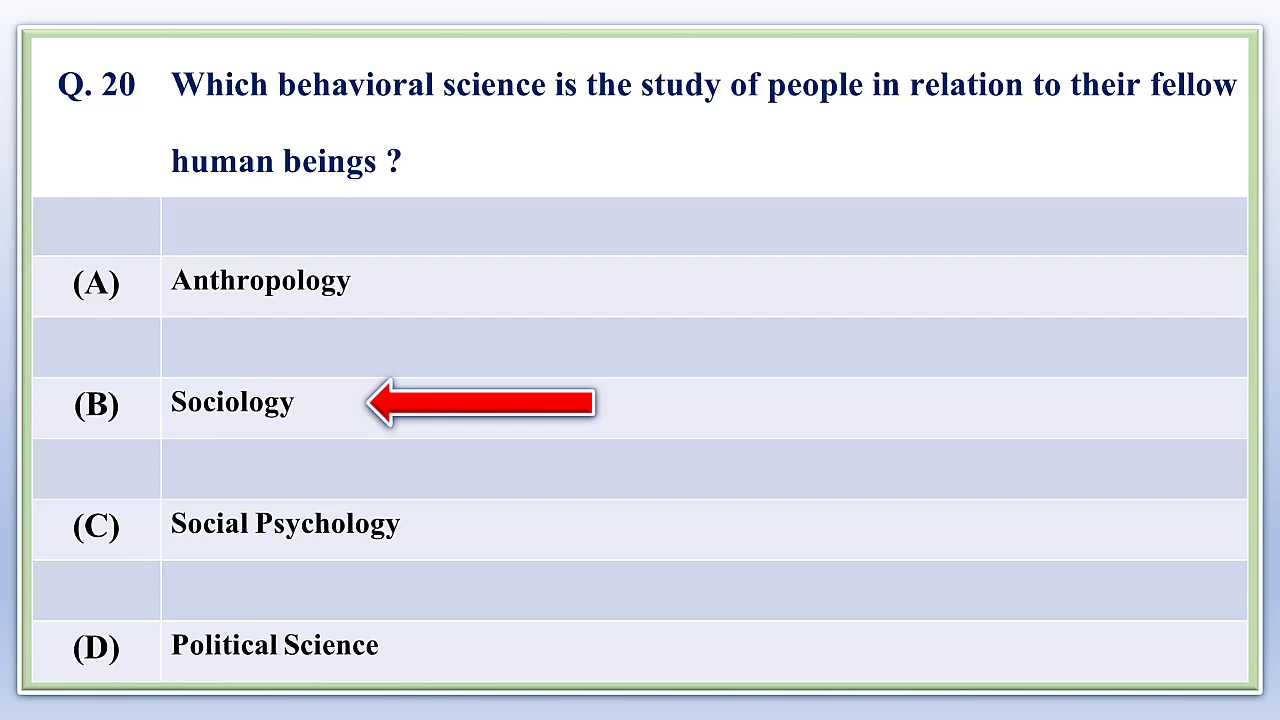 Q. 20 Which behavioral science is the study of people in relation to their fellow
human beings ?
(A) Anthropology
(B) Sociology
(C) Social Psychology
(D) Political Science